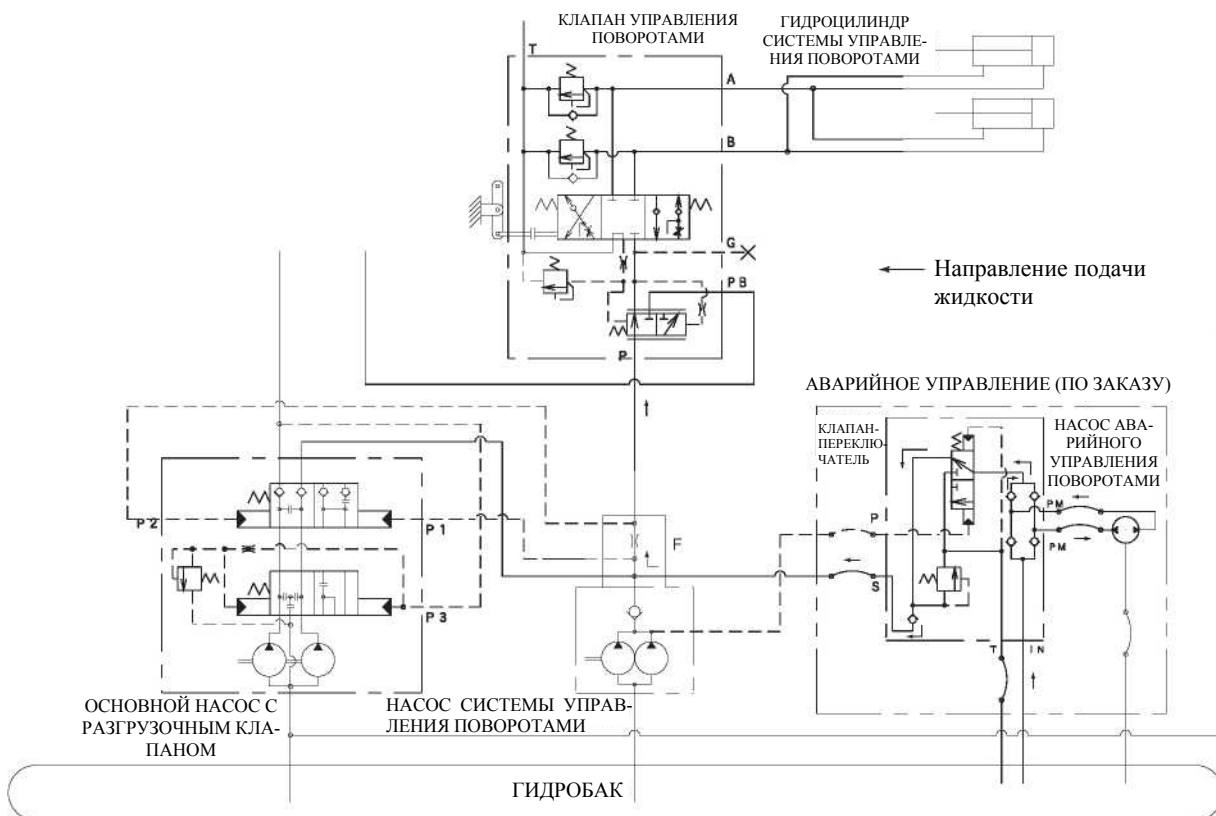 КЛАПАН УПРАВЛЕНИЯ
ПОВОРОТАМИ
ГИДРОЦИЛИНДР
СИСТЕМЫ УПРАВЛЕ-
НИЯ ПОВОРОТАМИ
T
A
B
G
P B
P
Направление подачи
жидкости
АВАРИЙНОЕ УПРАВЛЕНИЕ (ПО ЗАКАЗУ)
КЛАПАН-
ПЕРЕКЛЮ-
ЧАТЕЛЬ
НАСОС АВА-
РИЙНОГО
УПРАВЛЕНИЯ
ПОВОРОТАМИ
P 2
P 1
F
P
PM
PM
S
P 3
T
I N
ОСНОВНОЙ НАСОС С
РАЗГРУЗОЧНЫМ КЛА-
ПАНОМ
НАСОС СИСТЕМЫ УПРАВ-
ЛЕНИЯ ПОВОРОТАМИ
ГИДРОБАК